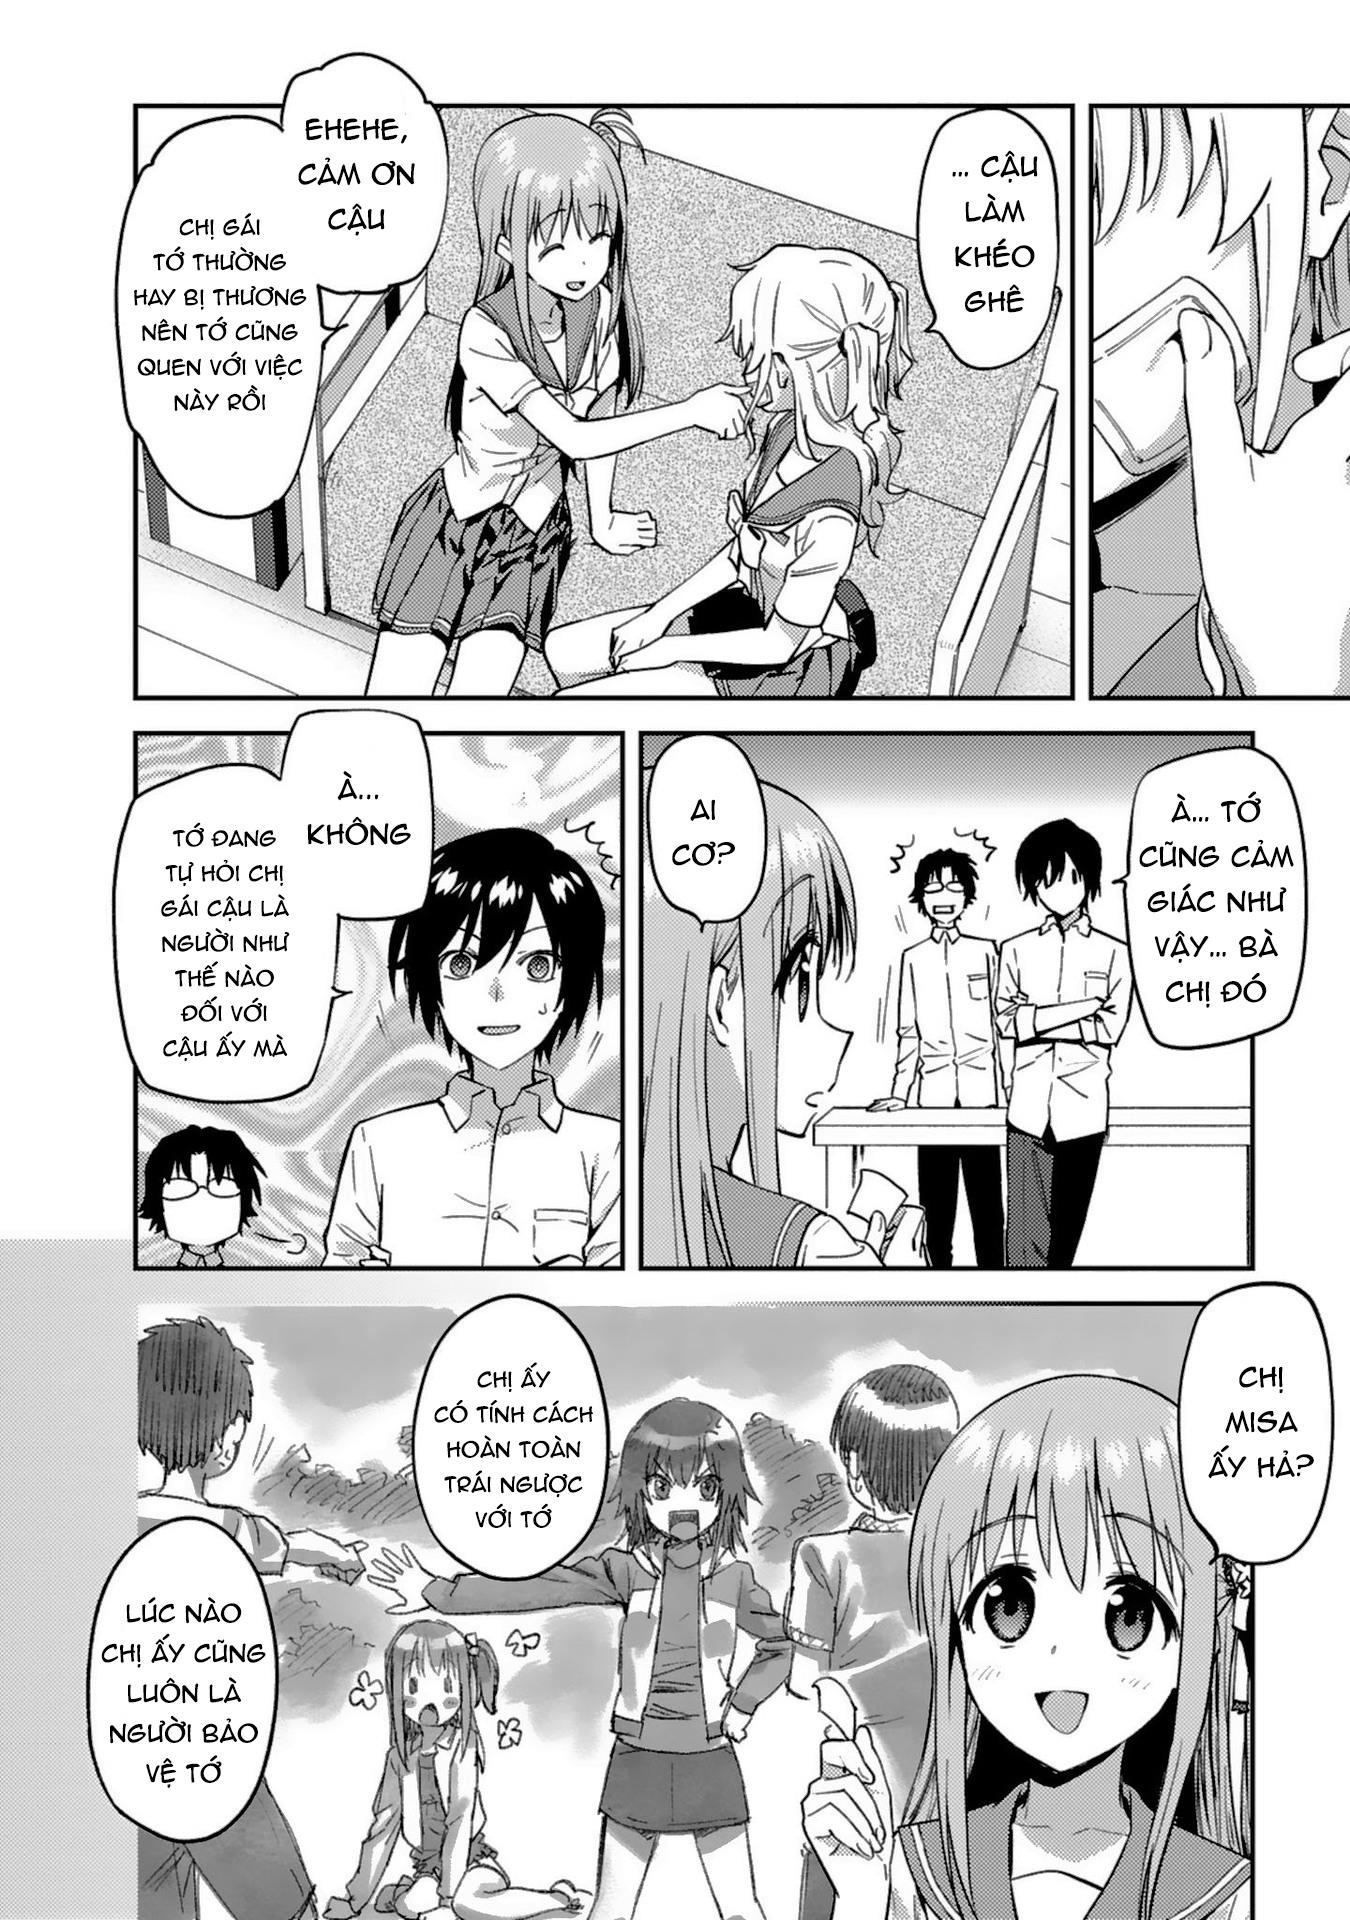 ... CẬU
LÀM
KHÉO
GHÊ
EHEHE,
CẢM ƠN
CẬU
CHỊ GÁI
TỚ THƯỜNG
HAY BỊ THƯƠNG
NÊN TỚ CŨNG
QUEN VỚI VIỆC
NÀY RỒI
À... TỚ
CŨNG CẢM
GIÁC NHƯ
VẬY... BÀ
CHỊ ĐÓ
AI
CƠ?
À...
KHÔNG
TỚ ĐANG
TỰ HỎI CHỊ
GÁI CẬU LÀ
NGƯỜI NHƯ
THẾ NÀO
ĐỐI VỚI
CẬU ẤY MÀ
CHỊ
MISA
ẤY HẢ?
CHỊ ẤY
CÓ TÍNH CÁCH
HOÀN TOÀN
TRÁI NGƯỢC
VỚI TỚ
LÚC NÀO
CHỊ ẤY CŨNG
LUÔN LÀ
NGƯỜI BẢO
VỆ TỚ